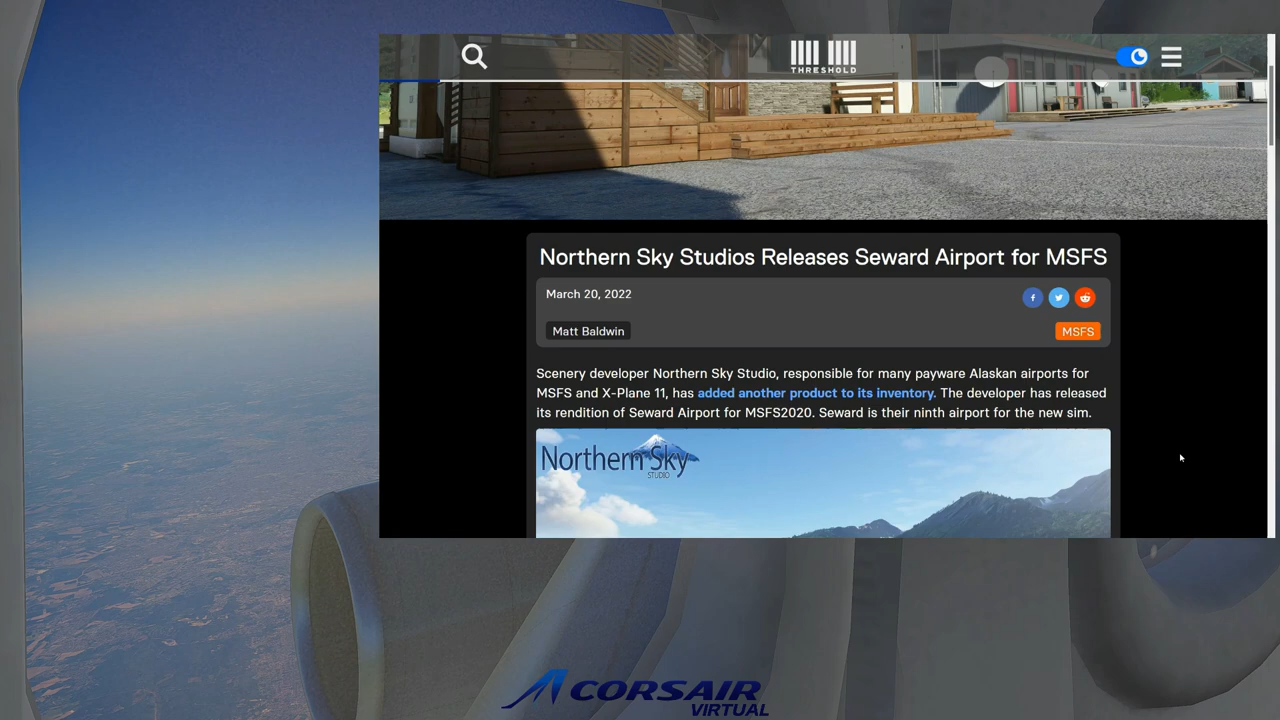 THRESHOLD
Northern Sky Studios Releases Seward Airport for MSFS
March 20, 2022
Matt Baldwin
MSFS
Scenery developer Northern Sky Studio, responsible for many payware Alaskan airports for
MSFS and X-Plane 11, has added another product to its inventory. The developer has released
its rendition of Seward Airport for MSFS2020. Seward is their ninth airport for the new sim.
Northern Sky
STUDIO
CORSAIR
VIRTUAL